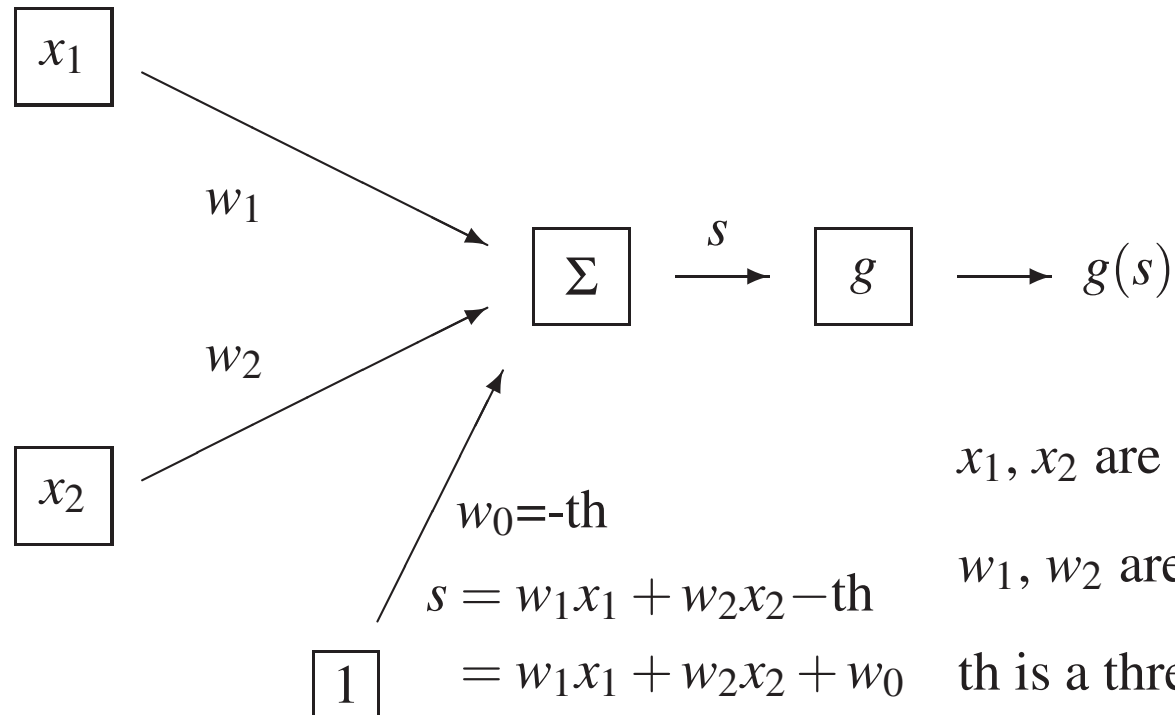 x₁
w₁
s
Σ
g
g(s)
w₂
x₂
x₁, x₂ are
w₀=-th
w₁, w₂ are
s = w₁x₁ + w₂x₂−th
= w₁x₁ + w₂x₂ + w₀
th is a thre
1